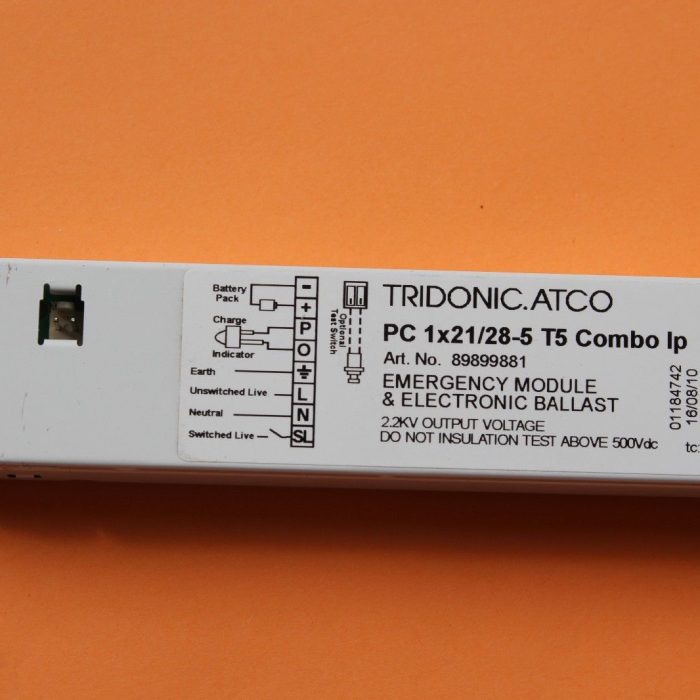 Battery
Pack
-
+
Charge
Indicator
P
O
Earth
Unswitched Live
L
Neutral
N
Switched Live
SL
Optional
Test Switch
TRIDONIC.ATCO
PC 1x21/28-5 T5 Combo lp
Art. No. 89899881
EMERGENCY MODULE
& ELECTRONIC BALLAST
2.2KV OUTPUT VOLTAGE
DO NOT INSULATION TEST ABOVE 500Vdc
01184742
16/08/10